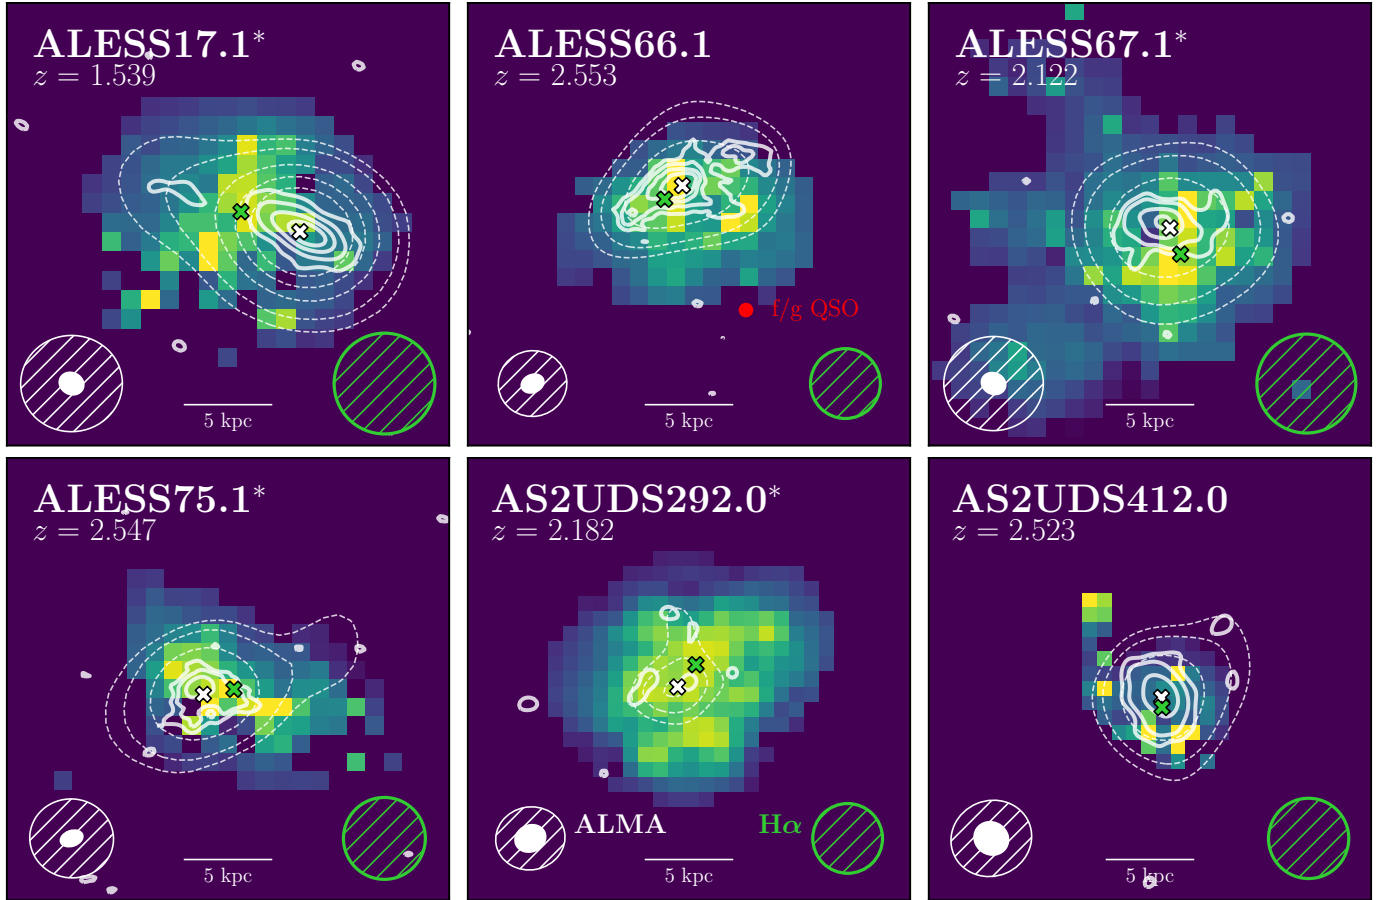 ALESS17.1*
z = 1.539
5 kpc
ALESS66.1
z = 2.553
f/g QSO
5 kpc
ALESS67.1*
z = 2.122
5 kpc
ALESS75.1*
z = 2.547
5 kpc
AS2UDS292.0*
z = 2.182
ALMA
Hα
5 kpc
AS2UDS412.0
z = 2.523
5 kpc